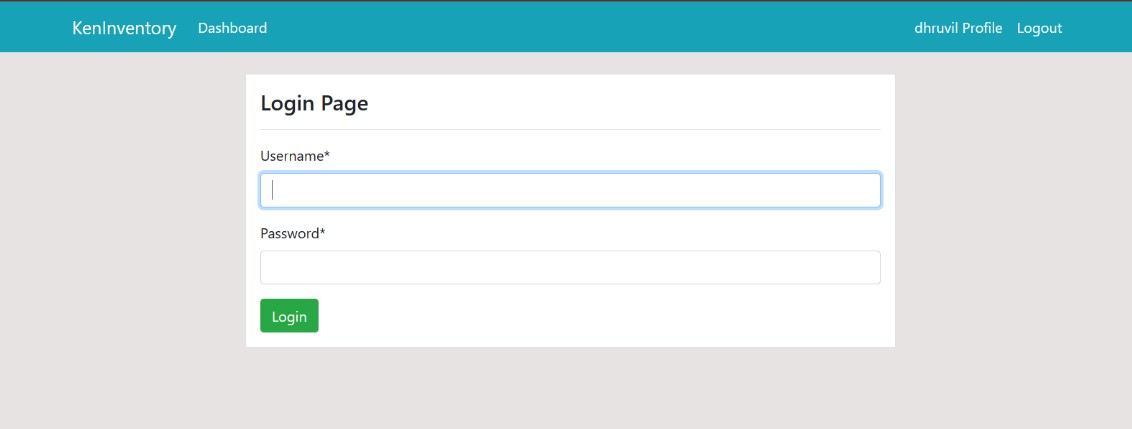 KenInventory Dashboard dhruvil Profile Logout
Login Page
Username*
Password*
Login